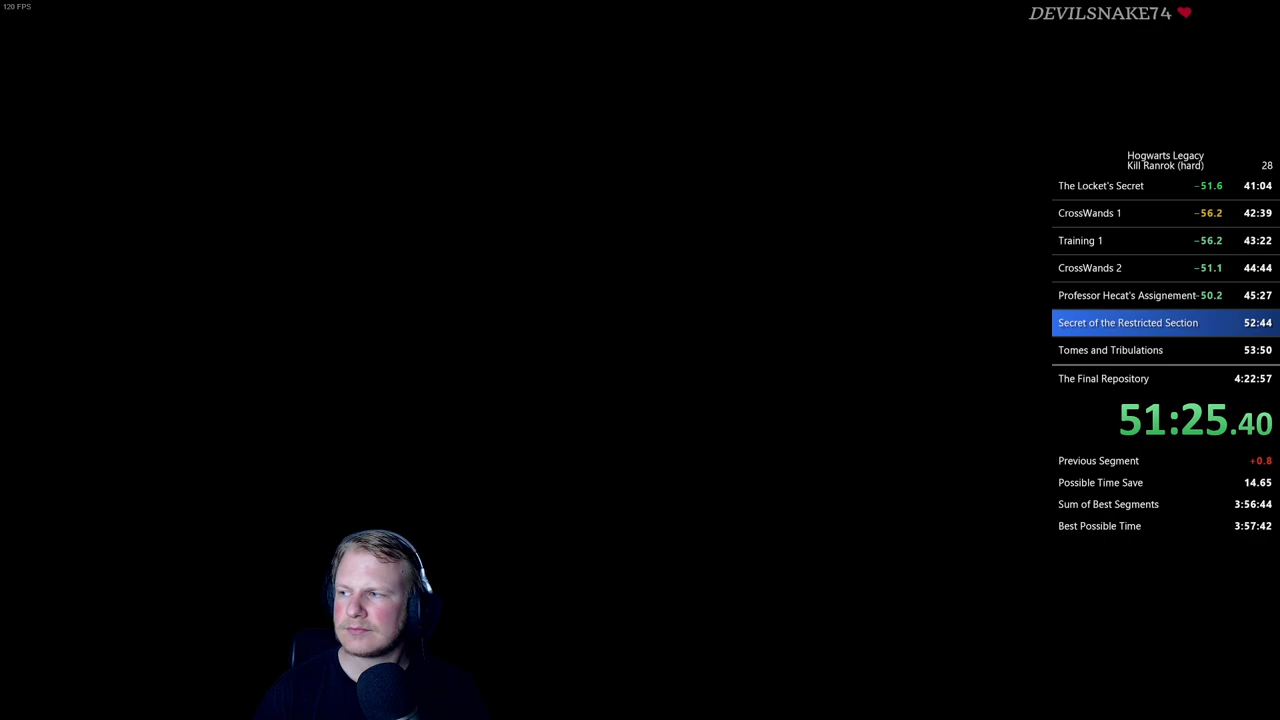 120 FPS
DEVILSNAKE74
Hogwarts Legacy
Kill Ranrok (hard) 28
The Locket's Secret −51.6 41:04
CrossWands 1 −56.2 42:39
Training 1 −56.2 43:22
CrossWands 2 −51.1 44:44
Professor Hecat's Assignement −50.2 45:27
Secret of the Restricted Section 52:44
Tomes and Tribulations 53:50
The Final Repository 4:22:57
51:25.40
Previous Segment +0.8
Possible Time Save 14.65
Sum of Best Segments 3:56:44
Best Possible Time 3:57:42